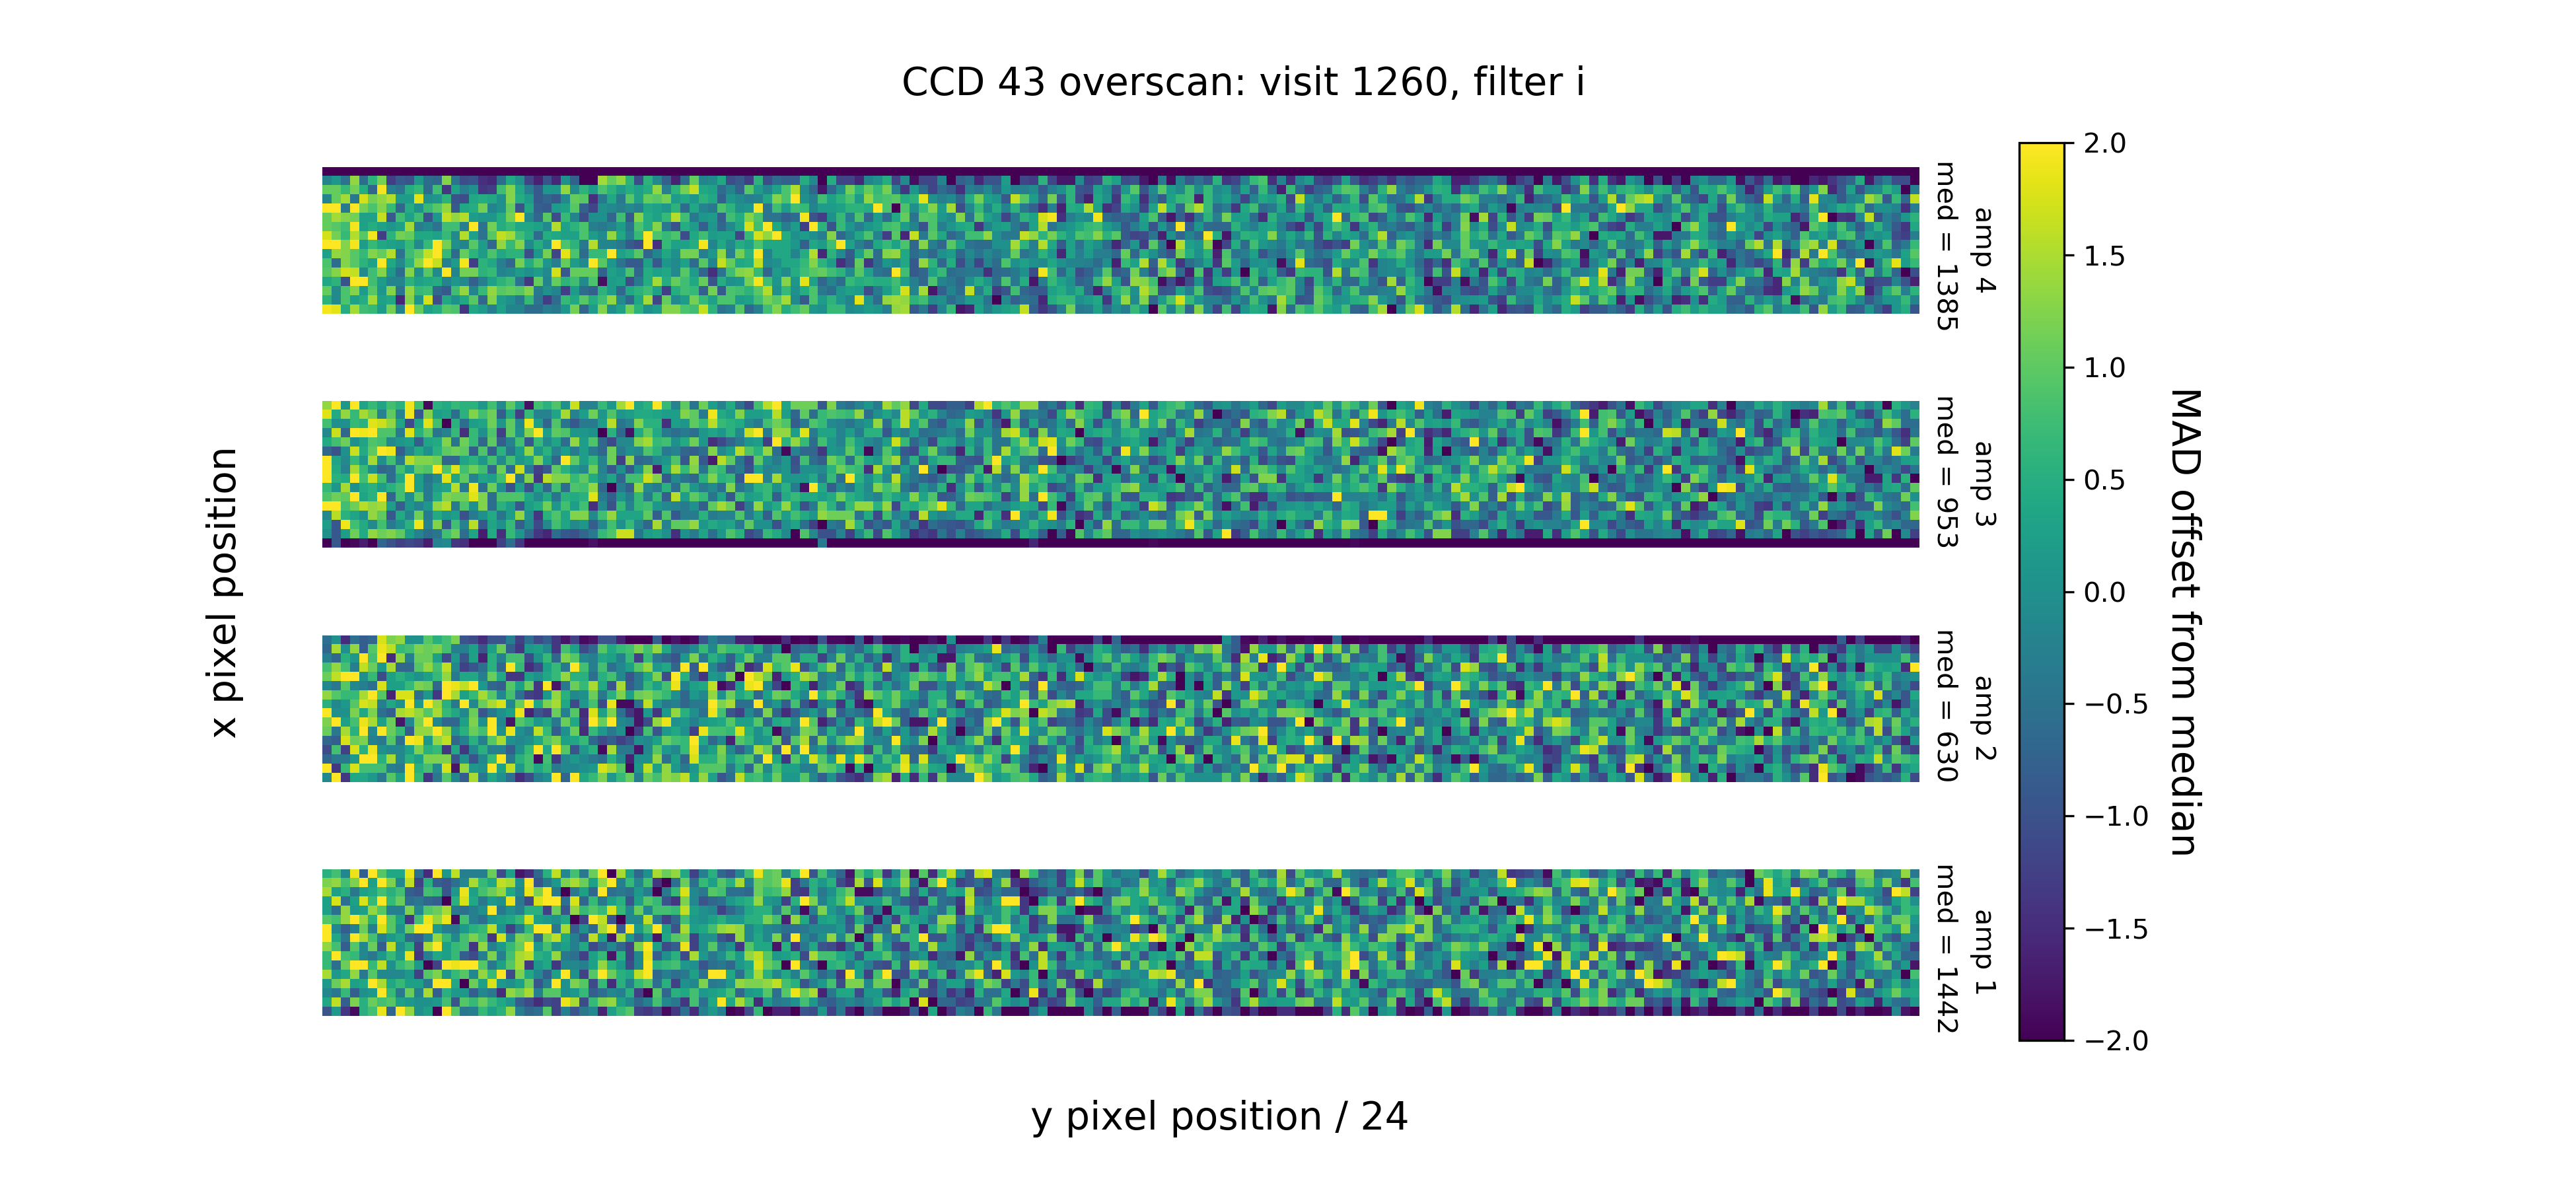 CCD 43 overscan: visit 1260, filter i
x pixel position
amp 4
med = 1385
amp 3
med = 953
amp 2
med = 630
amp 1
med = 1442
y pixel position / 24
2.0
1.5
1.0
0.5
0.0
−0.5
−1.0
−1.5
−2.0
MAD offset from median